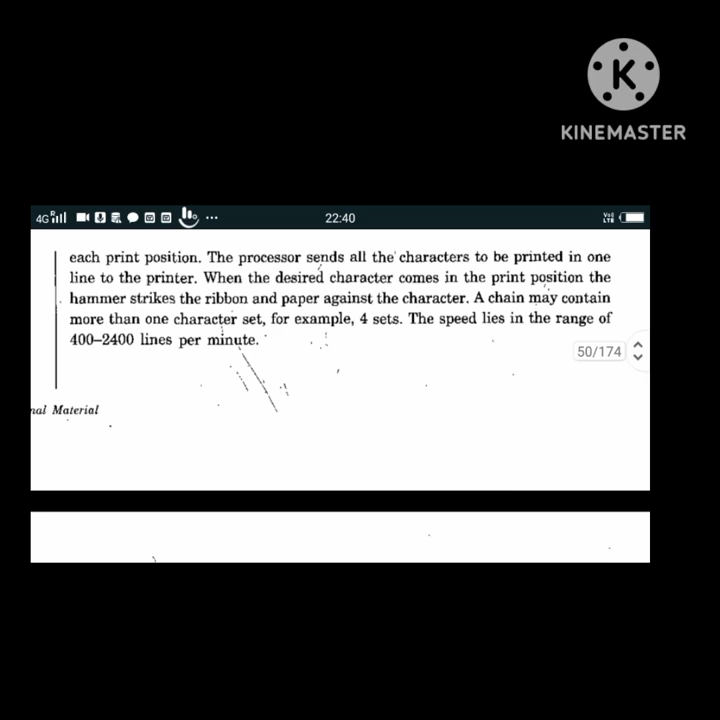 KINEMASTER
4G R
22:40
Vo) LTE
each print position. The processor sends all the characters to be printed in one
line to the printer. When the desired character comes in the print position the
hammer strikes the ribbon and paper against the character. A chain may contain
more than one character set, for example, 4 sets. The speed lies in the range of
400–2400 lines per minute.
50/174
nal Material